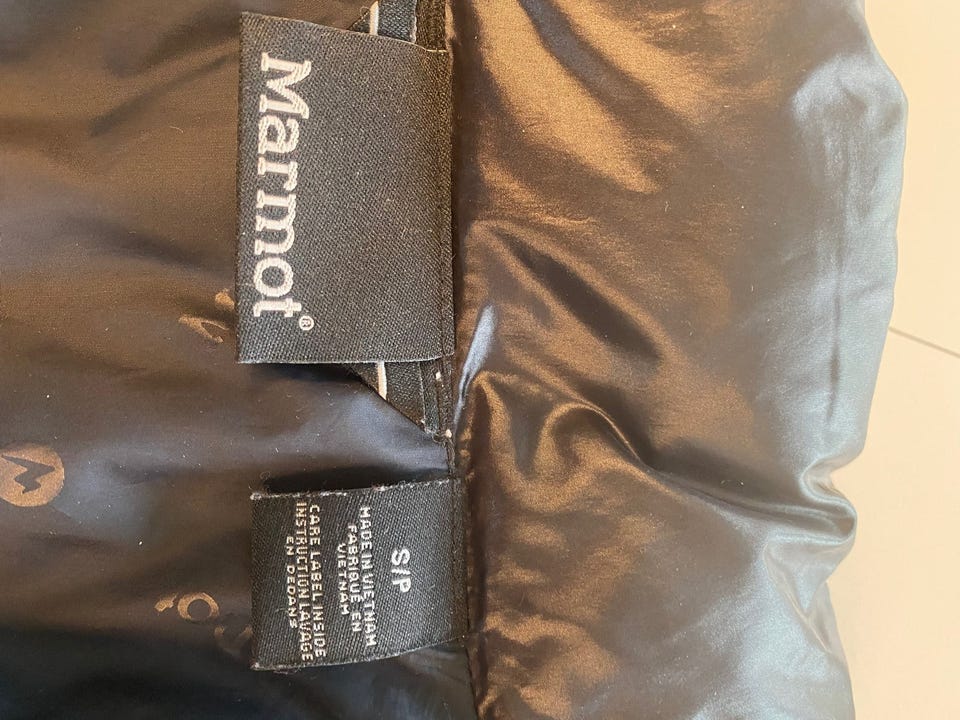 Marmot®
S/P
MADE IN VIETNAM
FABRIQUÉ EN
VIETNAM
CARE LABEL INSIDE
INSTRUCTION LAVAGE
EN DEDANS